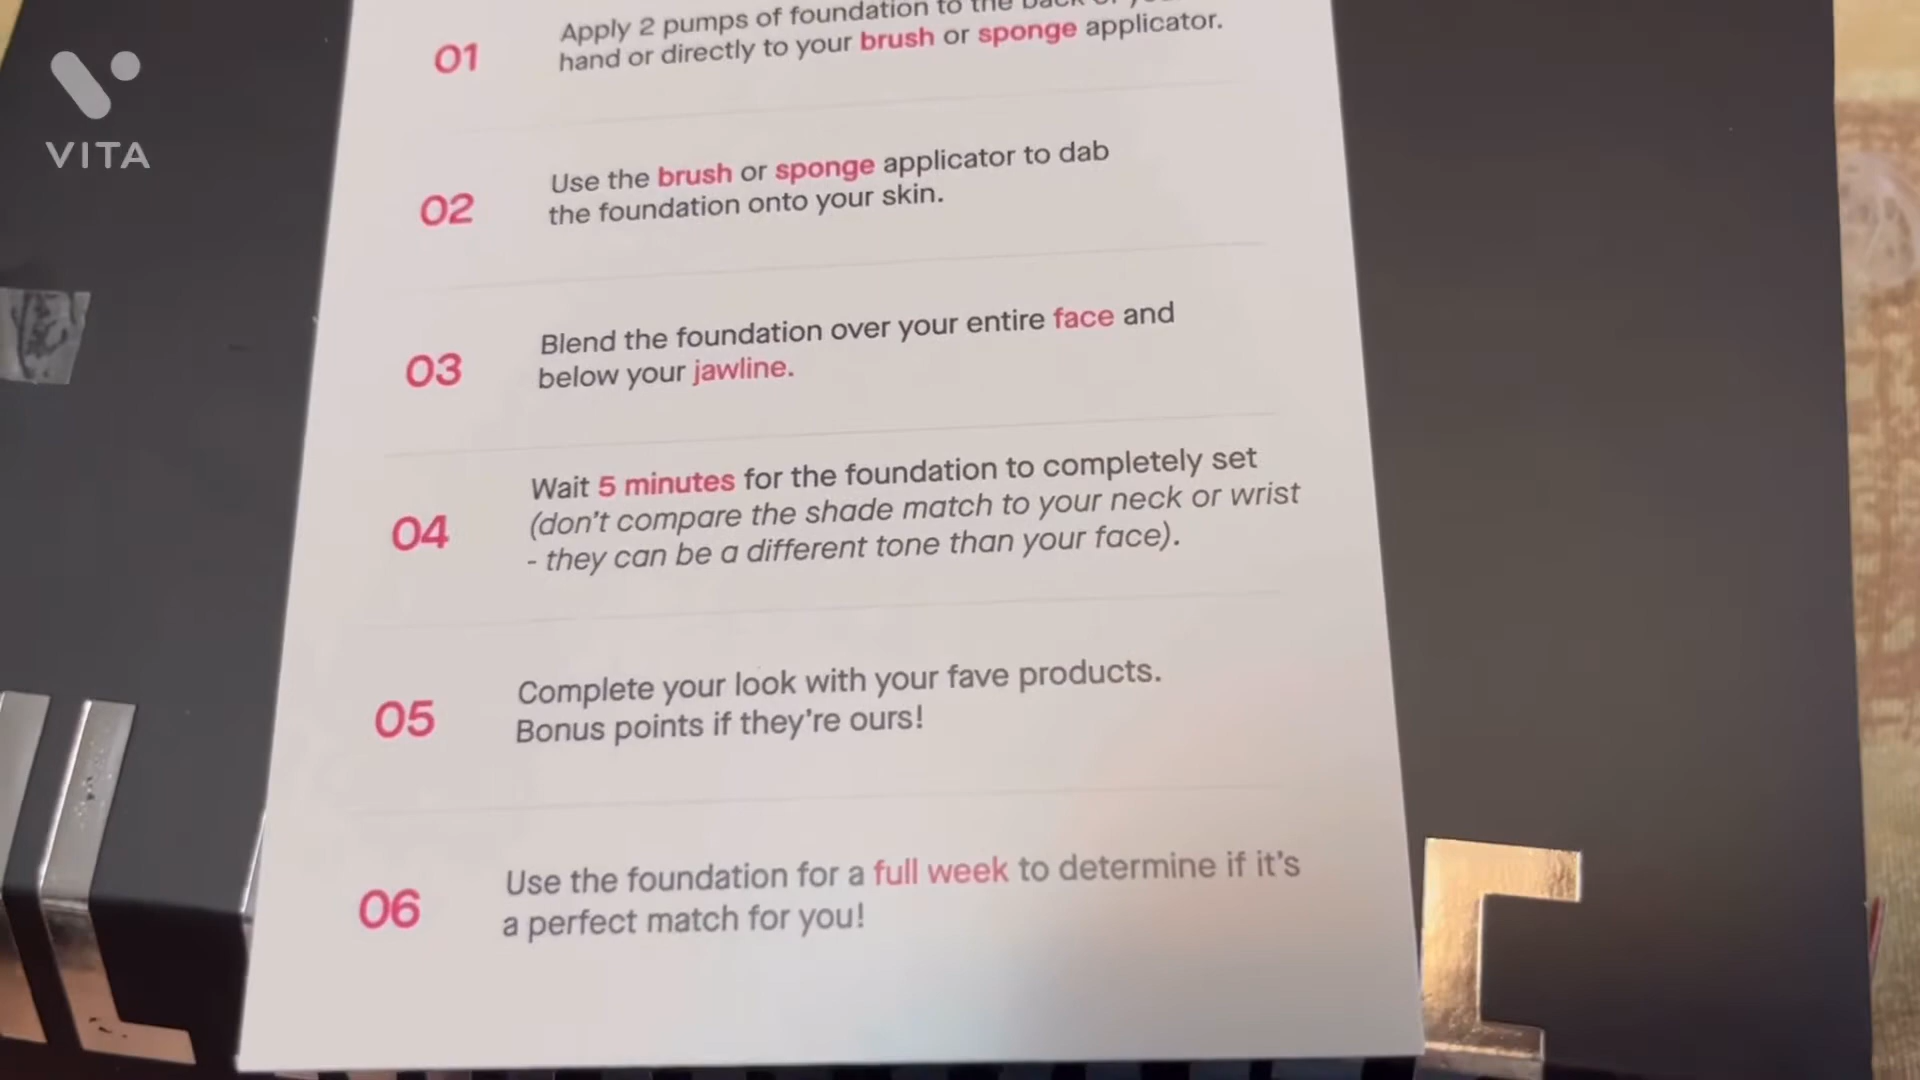 VITA
01
Apply 2 pumps of foundation to the back of
hand or directly to your brush or sponge applicator.
02
Use the brush or sponge applicator to dab
the foundation onto your skin.
03
Blend the foundation over your entire face and
below your jawline.
04
Wait 5 minutes for the foundation to completely set
(don't compare the shade match to your neck or wrist
- they can be a different tone than your face).
05
Complete your look with your fave products.
Bonus points if they're ours!
06
Use the foundation for a full week to determine if it's
a perfect match for you!